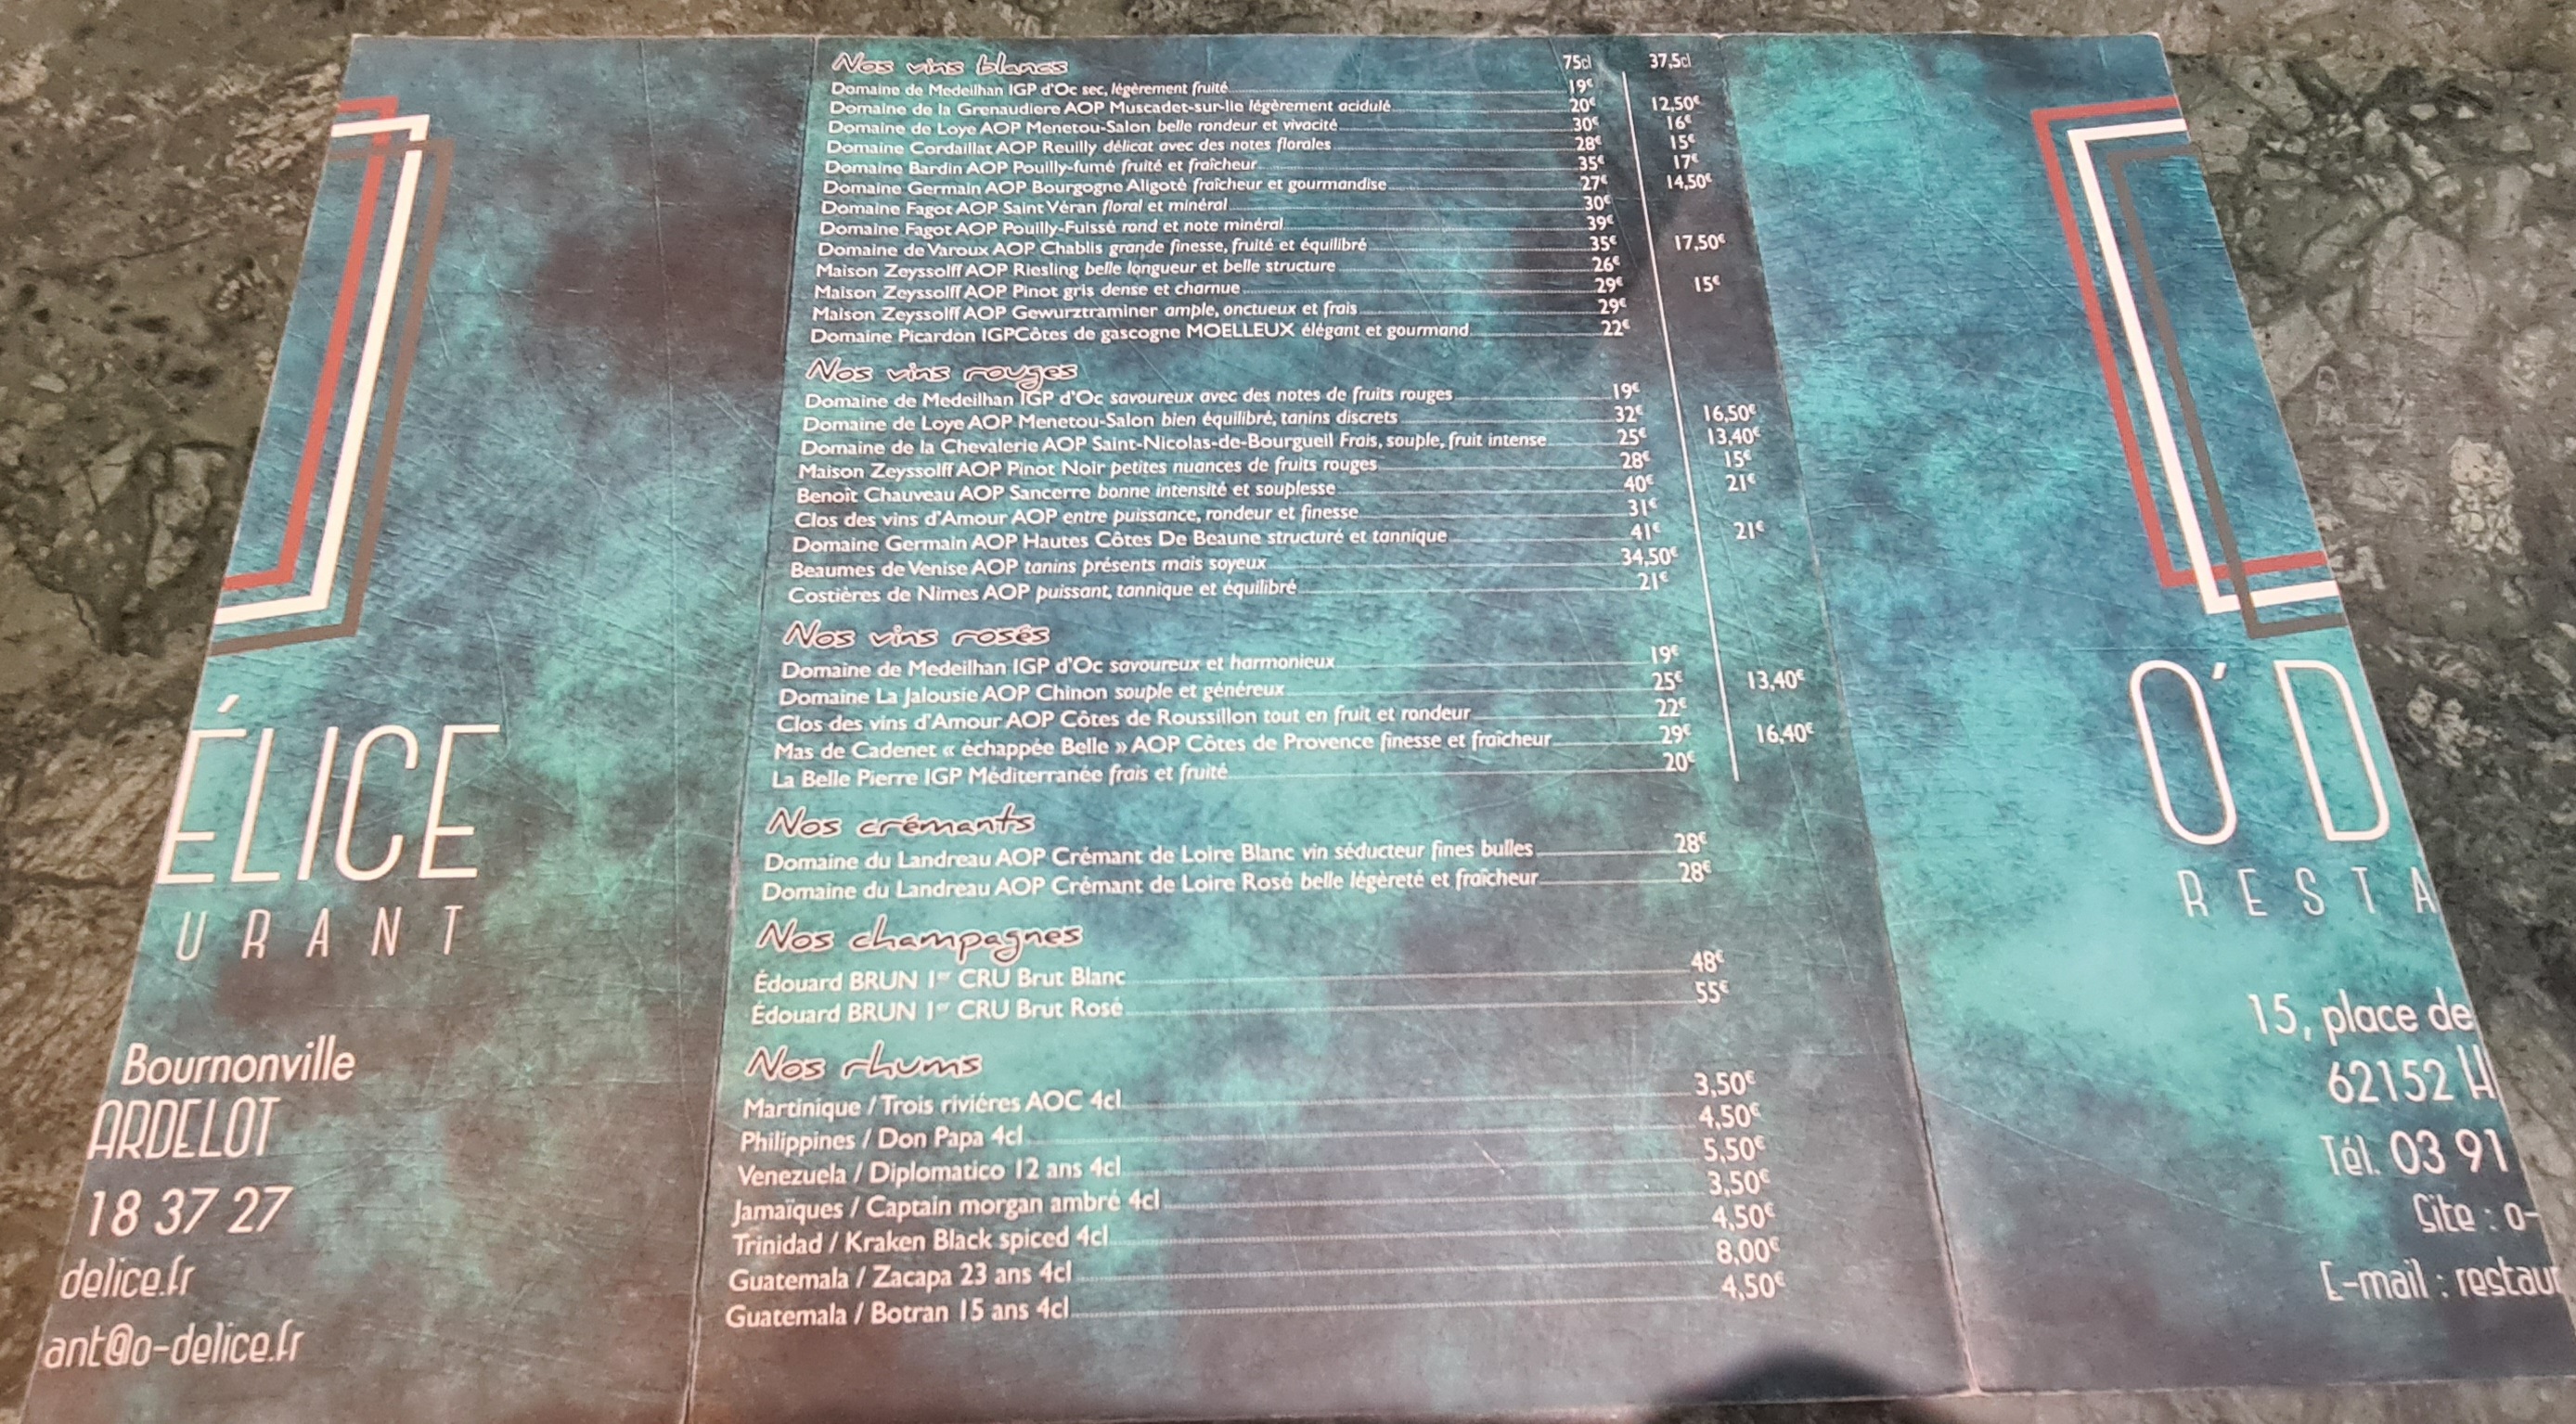 Nos vins blancs 75cl 37,5cl
Domaine de Medeilhan IGP d'Oc sec, légèrement fruité 19€
Domaine de la Grenaudiere AOP Muscadet-sur-lie légèrement acidulé 20€ 12,50€
Domaine de Loye AOP Menetou-Salon belle rondeur et vivacité 30€ 16€
Domaine Cordaillat AOP Reuilly délicat avec des notes florales 28€ 15€
Domaine Bardin AOP Pouilly-fumé fruité et fraîcheur 35€ 17€
Domaine Germain AOP Bourgogne Aligoté fraîcheur et gourmandise 27€ 14,50€
Domaine Fagot AOP Saint Véran floral et minéral 30€
Domaine Fagot AOP Pouilly-Fuissé rond et note minéral 39€
Domaine de Varoux AOP Chablis grande finesse, fruité et équilibré 35€ 17,50€
Maison Zeyssolff AOP Riesling belle longueur et belle structure 26€
Maison Zeyssolff AOP Pinot gris dense et charnue 29€ 15€
Maison Zeyssolff AOP Gewurztraminer ample, onctueux et frais 29€
Domaine Picardon IGPCôtes de gascogne MOELLEUX élégant et gourmand 22€
Nos vins rouges
Domaine de Medeilhan IGP d'Oc savoureux avec des notes de fruits rouges 19€
Domaine de Loye AOP Menetou-Salon bien équilibré, tanins discrets 32€ 16,50€
Domaine de la Chevalerie AOP Saint-Nicolas-de-Bourgueil Frais, souple, fruit intense 25€ 13,40€
Maison Zeyssolff AOP Pinot Noir petites nuances de fruits rouges 28€ 15€
Benoît Chauveau AOP Sancerre bonne intensité et souplesse 40€ 21€
Clos des vins d'Amour AOP entre puissance, rondeur et finesse 31€
Domaine Germain AOP Hautes Côtes De Beaune structuré et tannique 41€ 21€
Beaumes de Venise AOP tanins présents mais soyeux 34,50€
Costières de Nimes AOP puissant, tannique et équilibré 21€
Nos vins rosés
Domaine de Medeilhan IGP d'Oc savoureux et harmonieux 19€
Domaine La Jalousie AOP Chinon souple et généreux 25€ 13,40€
Clos des vins d'Amour AOP Côtes de Roussillon tout en fruit et rondeur 22€
Mas de Cadenet « échappée Belle » AOP Côtes de Provence finesse et fraîcheur 29€ 16,40€
La Belle Pierre IGP Méditerranée frais et fruité 20€
Nos crémants
Domaine du Landreau AOP Crémant de Loire Blanc vin séducteur fines bulles 28€
Domaine du Landreau AOP Crémant de Loire Rosé belle légèreté et fraîcheur 28€
Nos champagnes
Édouard BRUN 1er CRU Brut Blanc 48€
Édouard BRUN 1er CRU Brut Rosé 55€
Nos rhums
Martinique / Trois riviéres AOC 4cl 3,50€
Philippines / Don Papa 4cl 4,50€
Venezuela / Diplomatico 12 ans 4cl 5,50€
Jamaïques / Captain morgan ambré 4cl 3,50€
Trinidad / Kraken Black spiced 4cl 4,50€
Guatemala / Zacapa 23 ans 4cl 8,00€
Guatemala / Botran 15 ans 4cl 4,50€
ÉLICE
URANT
Bournonville
ARDELOT
18 37 27
delice.fr
ant@o-delice.fr
O'D
RESTA
15, place de
62152 H
Tél. 03 91
Site : o-
E-mail : restaur